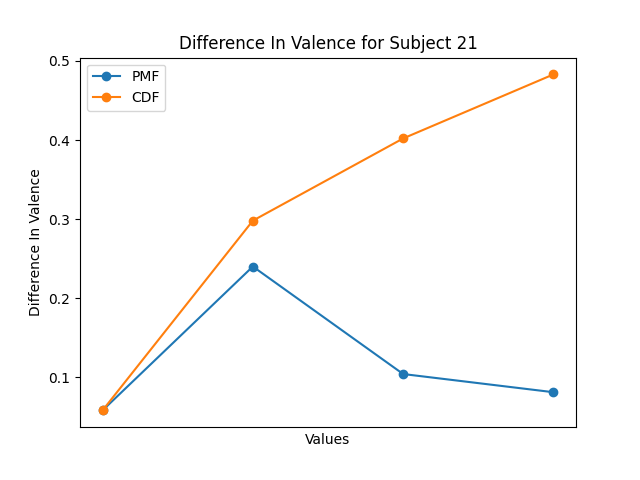 Difference In Valence for Subject 21
PMF
CDF
0.5
0.4
0.3
0.2
0.1
Difference In Valence
Values